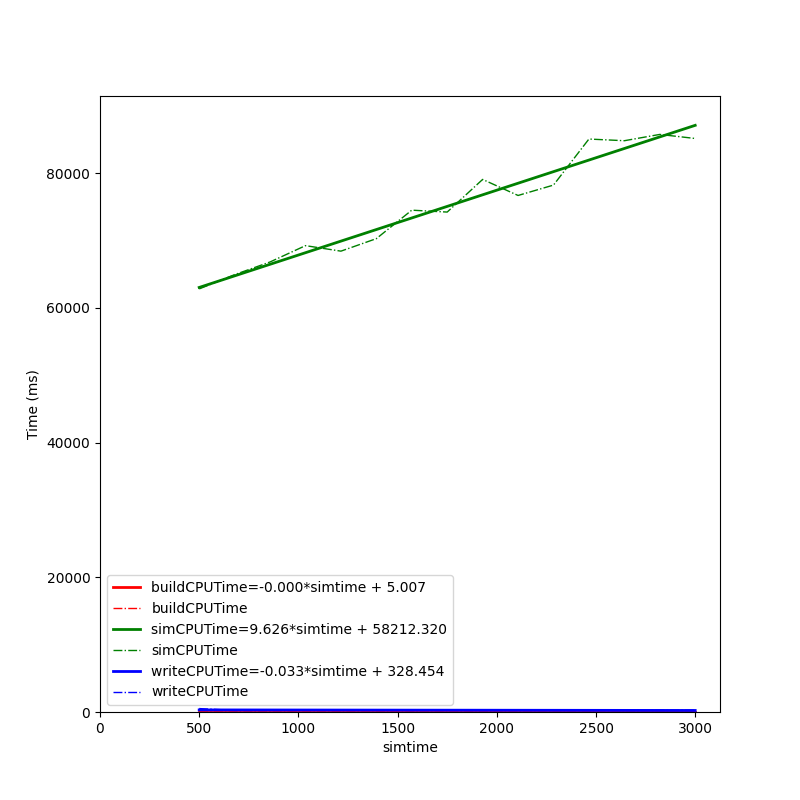 80000
60000
40000
20000
0
Time (ms)
buildCPUTime=-0.000*simtime + 5.007
buildCPUTime
simCPUTime=9.626*simtime + 58212.320
simCPUTime
writeCPUTime=-0.033*simtime + 328.454
writeCPUTime
0 500 1000 1500 2000 2500 3000
simtime